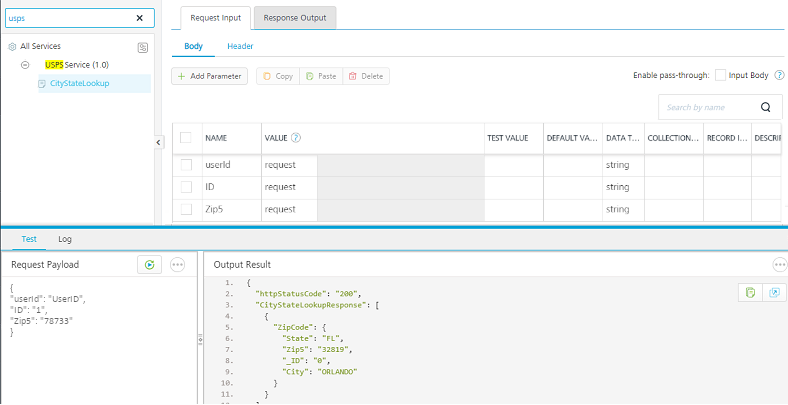 usps
Request Input
Response Output
All Services
USPS Service (1.0)
CityStateLookup
Body
Header
Add Parameter
Copy
Paste
Delete
Enable pass-through:
Input Body
Search by name
NAME
VALUE
TEST VALUE
DEFAULT VA...
DATA T...
COLLECTION...
RECORD I...
DESCRI
userId
request
string
ID
request
string
Zip5
request
string
Test
Log
Request Payload
{
"userId": "UserID",
"ID": "1",
"Zip5": "78733"
}
Output Result
1. {
2. "httpStatusCode": "200",
3. "CityStateLookupResponse": [
4. {
5. "ZipCode": {
6. "State": "FL",
7. "Zip5": "32819",
8. "_ID": "0",
9. "City": "ORLANDO"
10. }
11. }